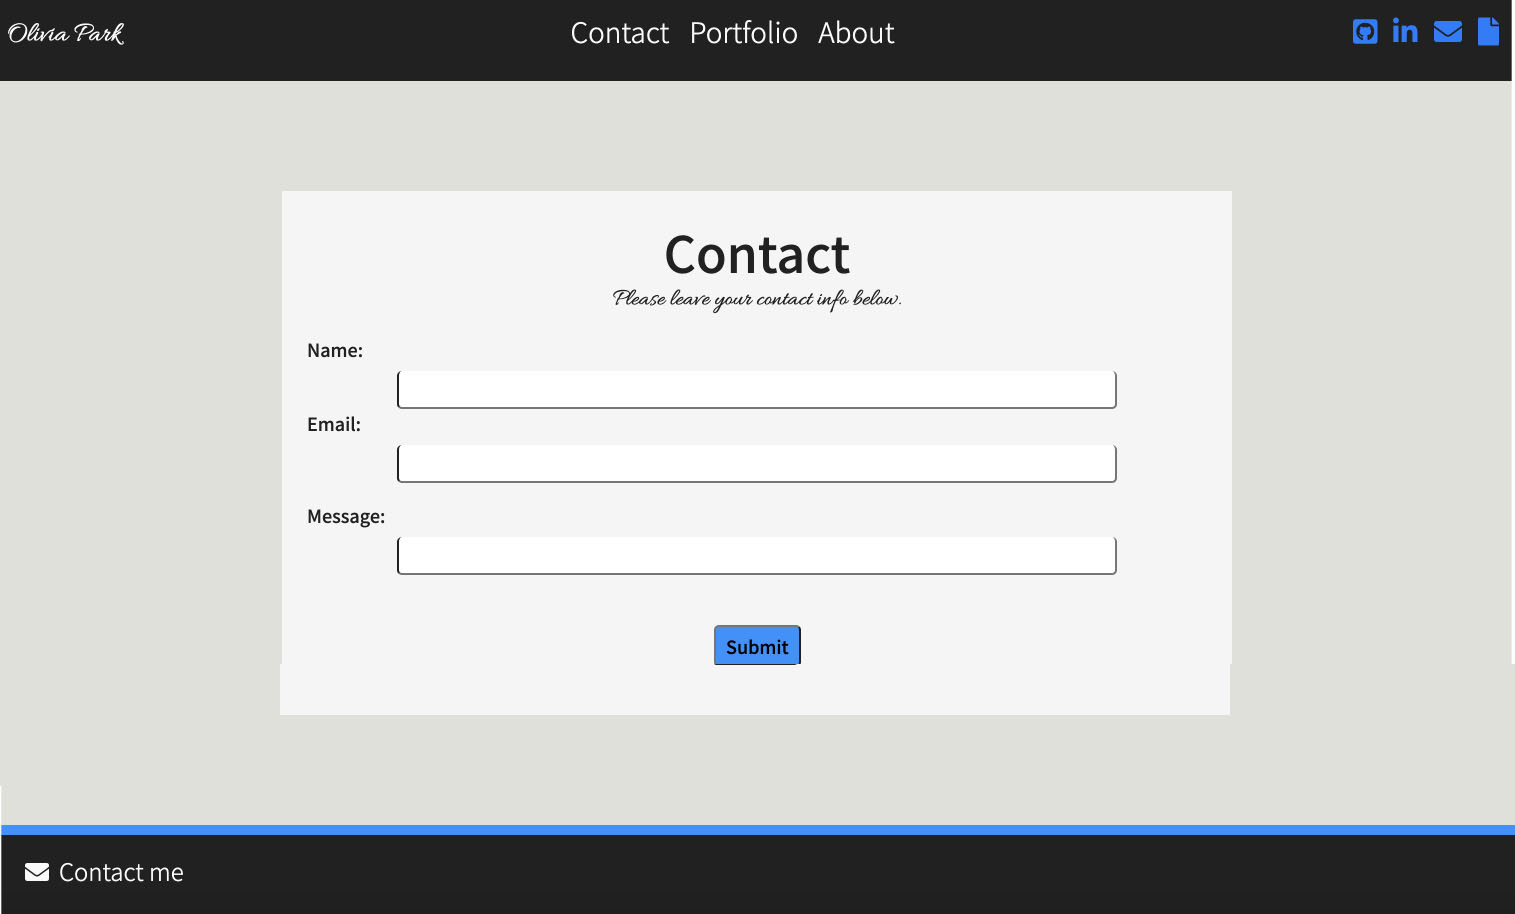 Olivia Park
Contact Portfolio About
Contact
Please leave your contact info below.
Name:
Email:
Message:
Submit
Contact me